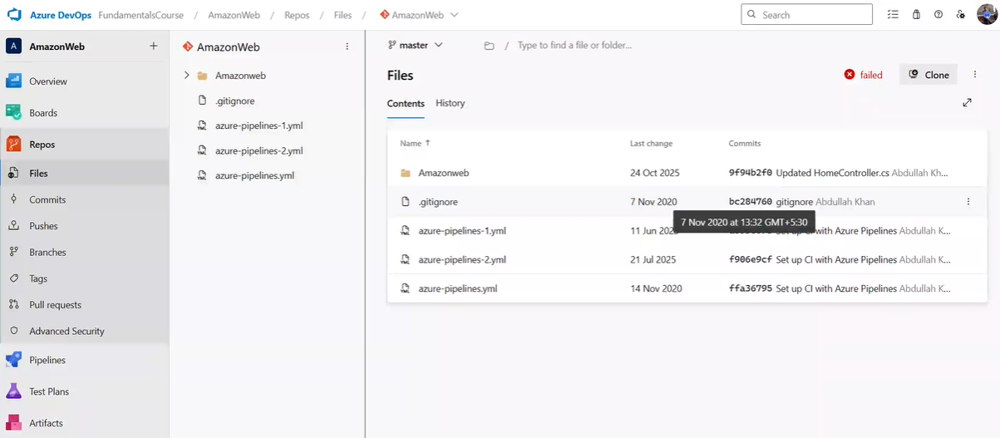 Azure DevOps FundamentalsCourse / AmazonWeb / Repos / Files / AmazonWeb Search
A AmazonWeb +
Overview
Boards
Repos
Files
Commits
Pushes
Branches
Tags
Pull requests
Advanced Security
Pipelines
Test Plans
Artifacts
AmazonWeb
Amazonweb
.gitignore
azure-pipelines-1.yml
azure-pipelines-2.yml
azure-pipelines.yml
master / Type to find a file or folder...
Files failed Clone
Contents History
Name ↑ Last change Commits
Amazonweb 24 Oct 2025 9f94b2f0 Updated HomeController.cs Abdullah Kh...
.gitignore 7 Nov 2020 bc284760 gitignore Abdullah Khan
7 Nov 2020 at 13:32 GMT+5:30
azure-pipelines-1.yml 11 Jun Set up CI with Azure Pipelines Abdullah K...
azure-pipelines-2.yml 21 Jul 2025 f906e9cf Set up CI with Azure Pipelines Abdullah K...
azure-pipelines.yml 14 Nov 2020 ffa36795 Set up CI with Azure Pipelines Abdullah K...